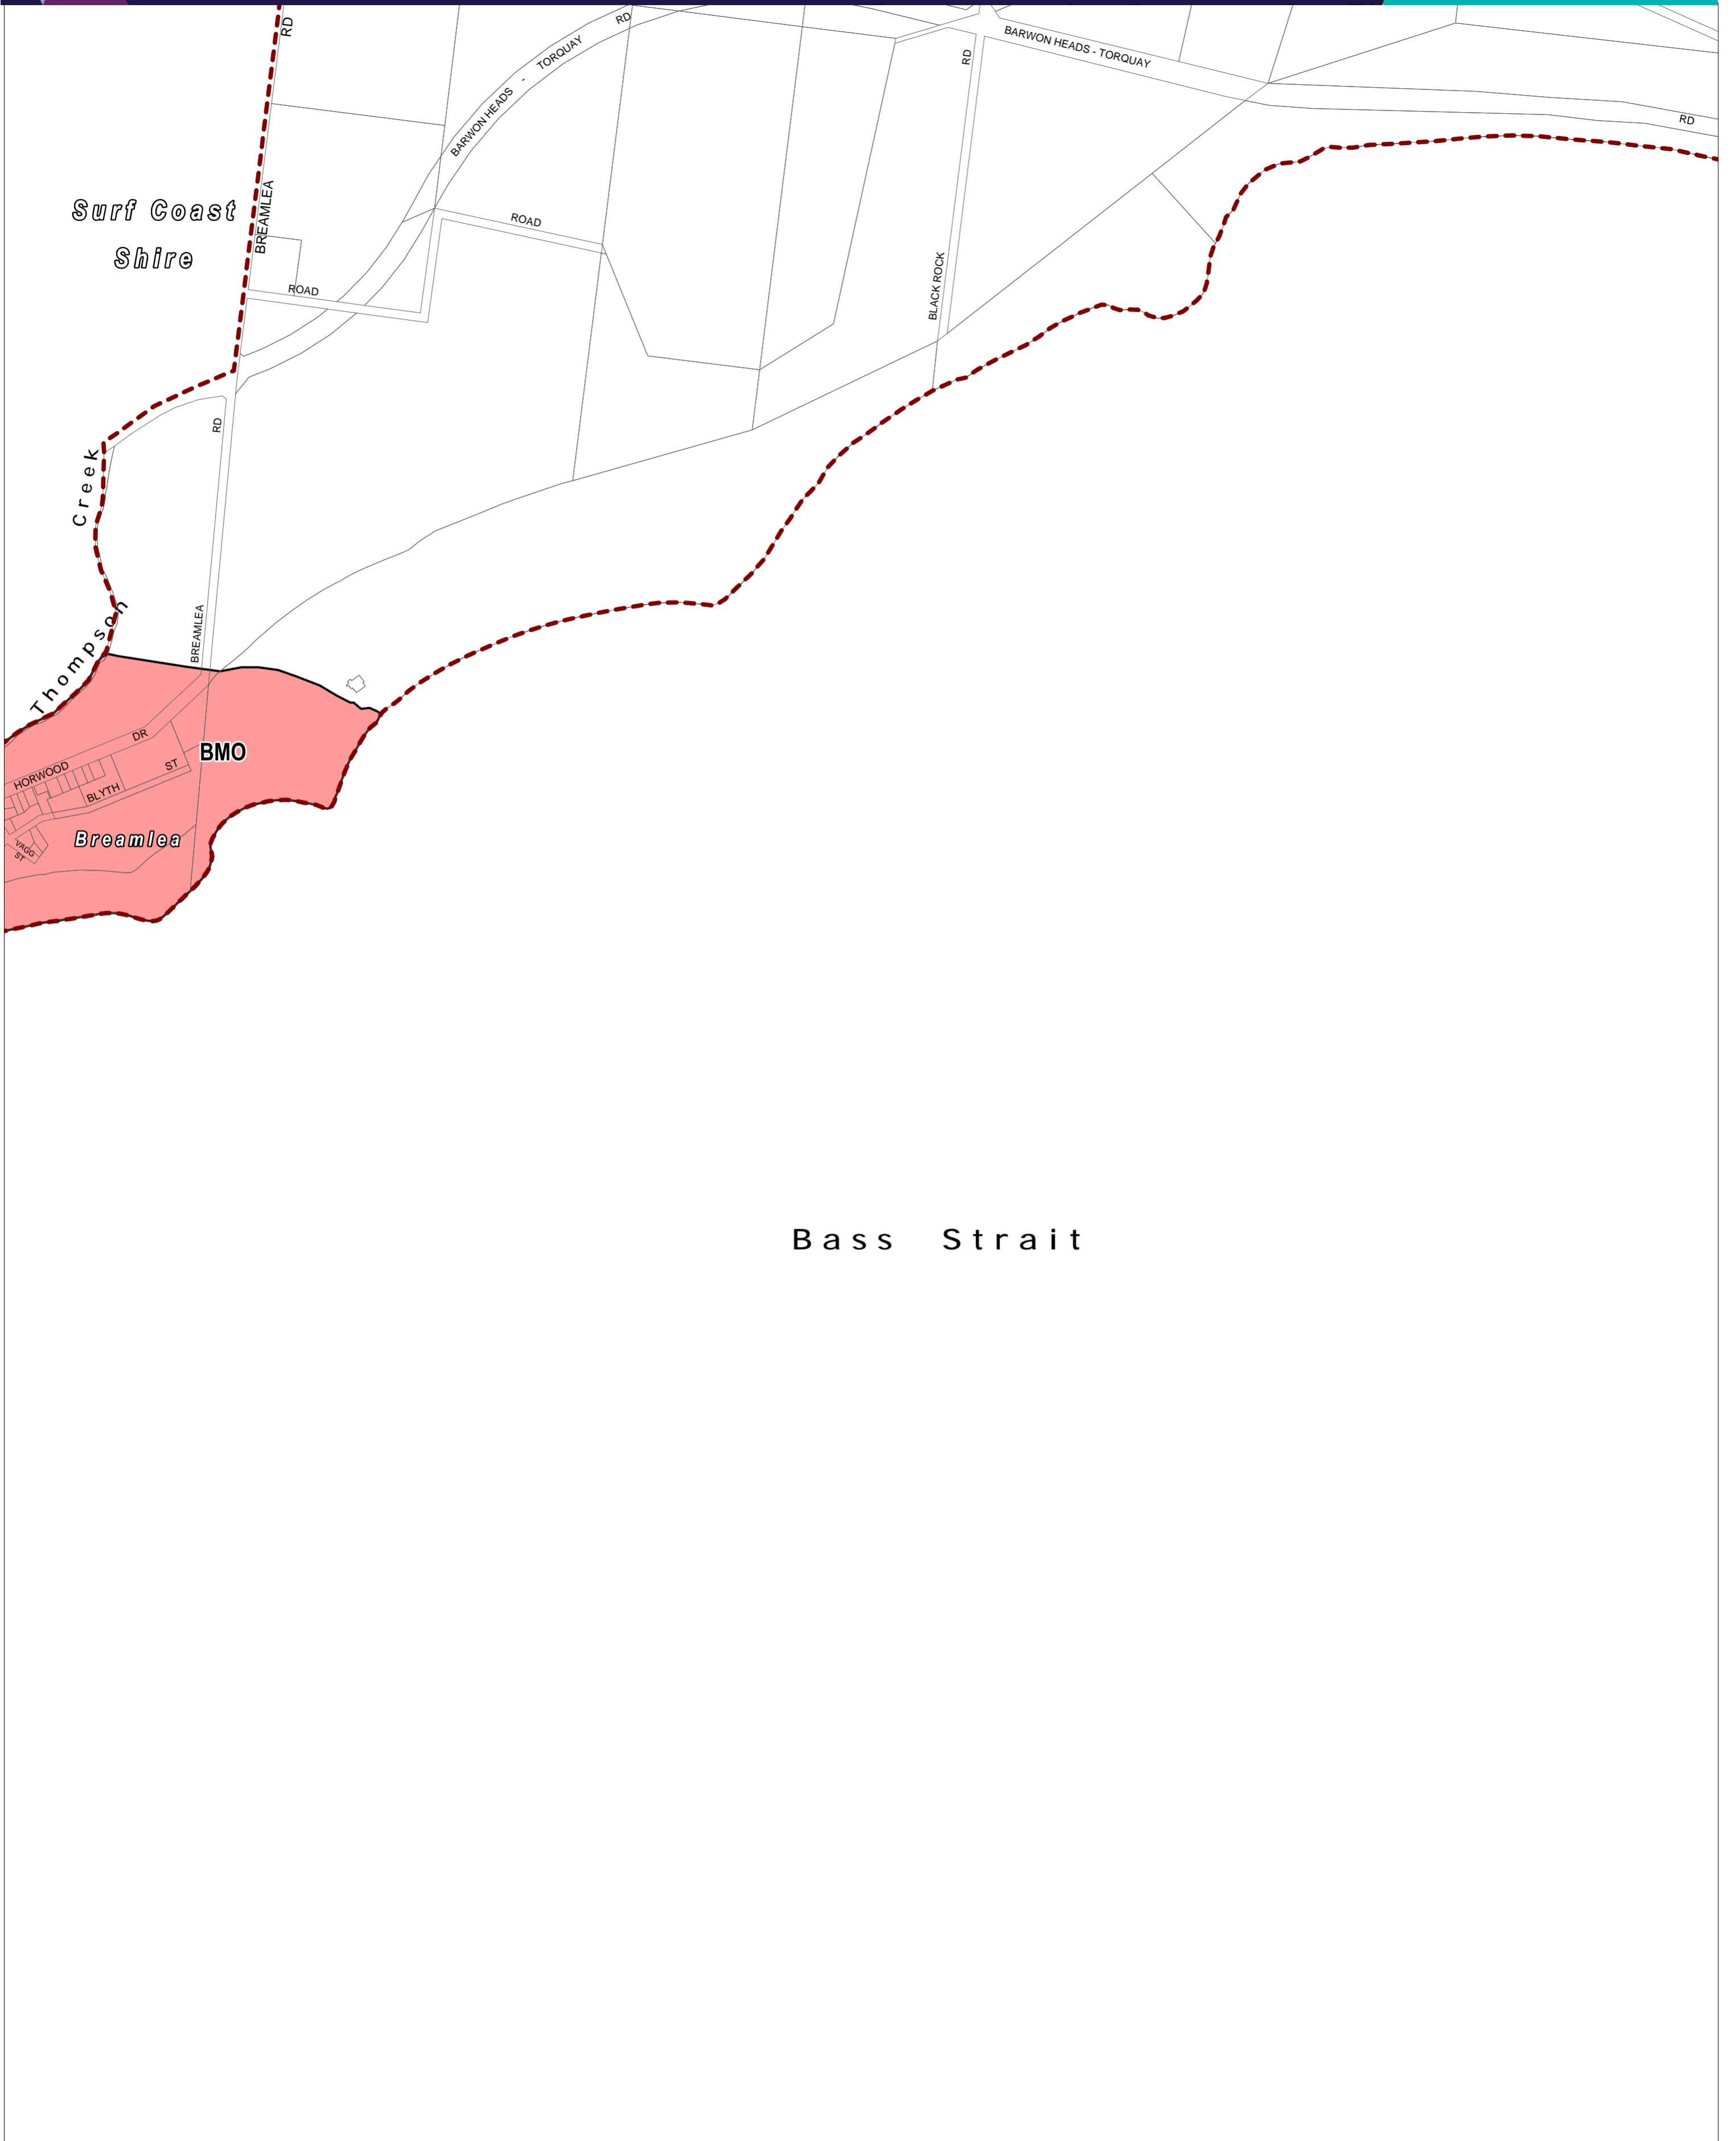 RD
RD
BARWON HEADS - TORQUAY
BARWON HEADS - TORQUAY
RD
RD
Surf Coast
Shire
BREAMLEA
ROAD
ROAD
BLACK ROCK
RD
Creek
Thompson
BREAMLEA
DR
BMO
HORWOOD
ST
BLYTH
Breamlea
VAGG
ST
Bass Strait